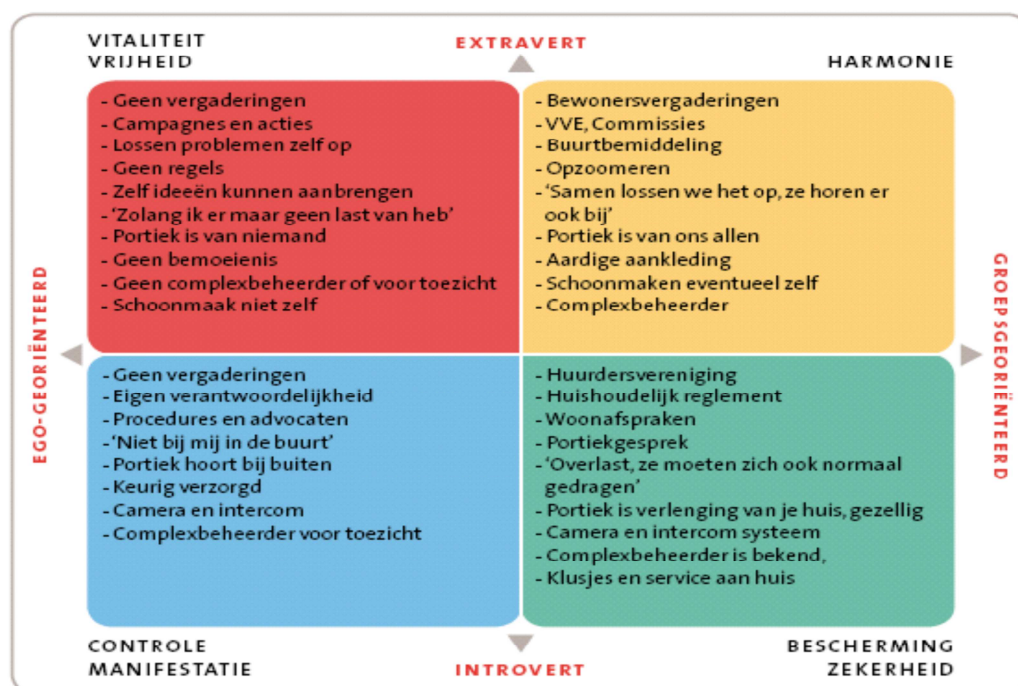 VITALITEIT
VRIJHEID
EXTRAVERT
HARMONIE
- Geen vergaderingen
- Campagnes en acties
- Lossen problemen zelf op
- Geen regels
- Zelf ideeën kunnen aanbrengen
- ‘Zolang ik er maar geen last van heb’
- Portiek is van niemand
- Geen bemoeienis
- Geen complexbeheerder of voor toezicht
- Schoonmaak niet zelf
- Bewonersvergaderingen
- VVE, Commissies
- Buurtbemiddeling
- Opzoomeren
- ‘Samen lossen we het op, ze horen er
ook bij’
- Portiek is van ons allen
- Aardige aankleding
- Schoonmaken eventueel zelf
- Complexbeheerder
EGO-GEORIËNTEERD
GROEPSGEORIËNTEERD
- Geen vergaderingen
- Eigen verantwoordelijkheid
- Procedures en advocaten
- ‘Niet bij mij in de buurt’
- Portiek hoort bij buiten
- Keurig verzorgd
- Camera en intercom
- Complexbeheerder voor toezicht
- Huurdersvereniging
- Huishoudelijk reglement
- Woonafspraken
- Portiekgesprek
- ‘Overlast, ze moeten zich ook normaal
gedragen’
- Portiek is verlenging van je huis, gezellig
- Camera en intercom systeem
- Complexbeheerder is bekend,
- Klusjes en service aan huis
CONTROLE
MANIFESTATIE
INTROVERT
BESCHERMING
ZEKERHEID